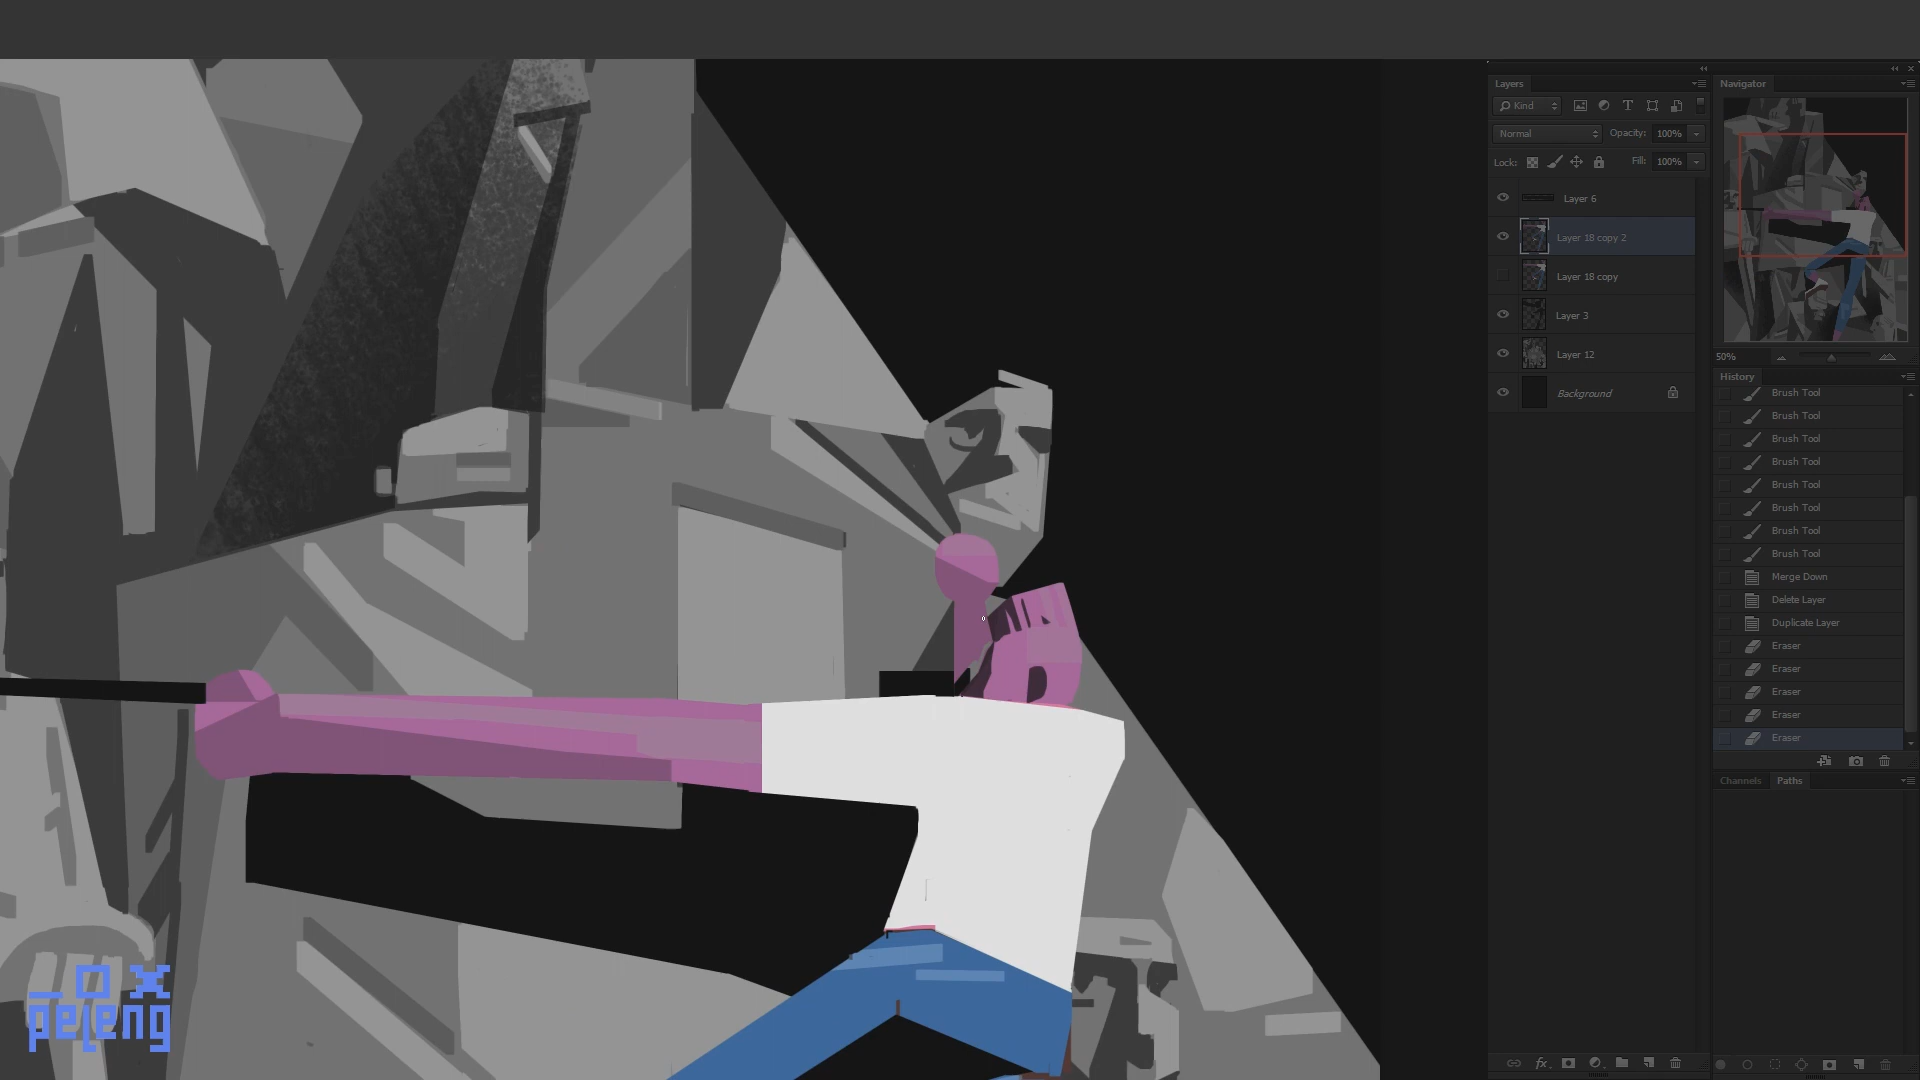 Layers
Navigator
Kind
Normal
Opacity: 100%
Lock:
Fill: 100%
Layer 6
Layer 18 copy 2
Layer 18 copy
Layer 3
Layer 12
Background
50%
History
Brush Tool
Brush Tool
Brush Tool
Brush Tool
Brush Tool
Brush Tool
Brush Tool
Brush Tool
Merge Down
Delete Layer
Duplicate Layer
Eraser
Eraser
Eraser
Eraser
Eraser
Channels
Paths
fx
peleng